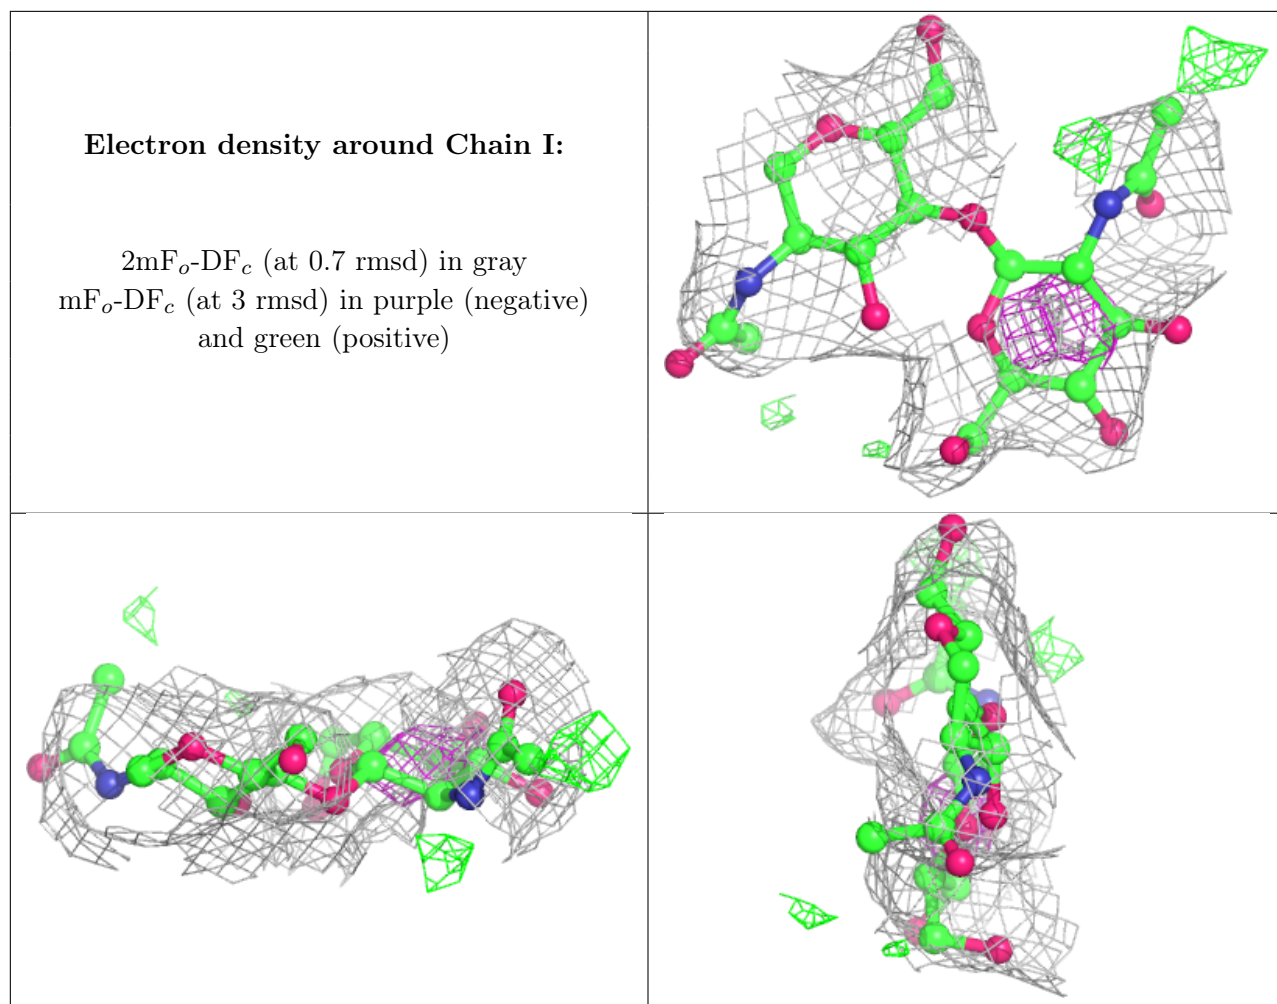 Electron density around Chain I:
2mFₒ-DF𝒸 (at 0.7 rmsd) in gray
mFₒ-DF𝒸 (at 3 rmsd) in purple (negative)
and green (positive)